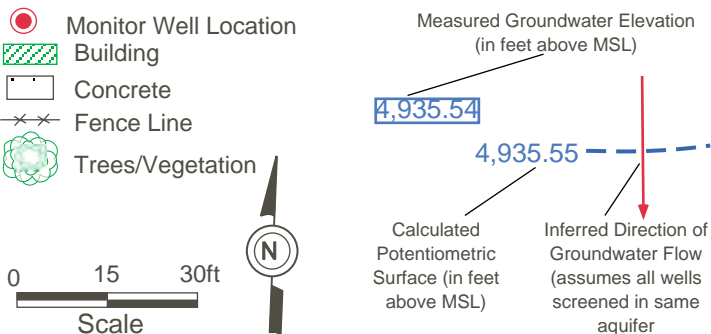 Monitor Well Location
Building
Concrete
Fence Line
Trees/Vegetation
0 15 30ft
Scale
N
Measured Groundwater Elevation
(in feet above MSL)
4,935.54
4,935.55
Calculated
Potentiometric
Surface (in feet
above MSL)
Inferred Direction of
Groundwater Flow
(assumes all wells
screened in same
aquifer